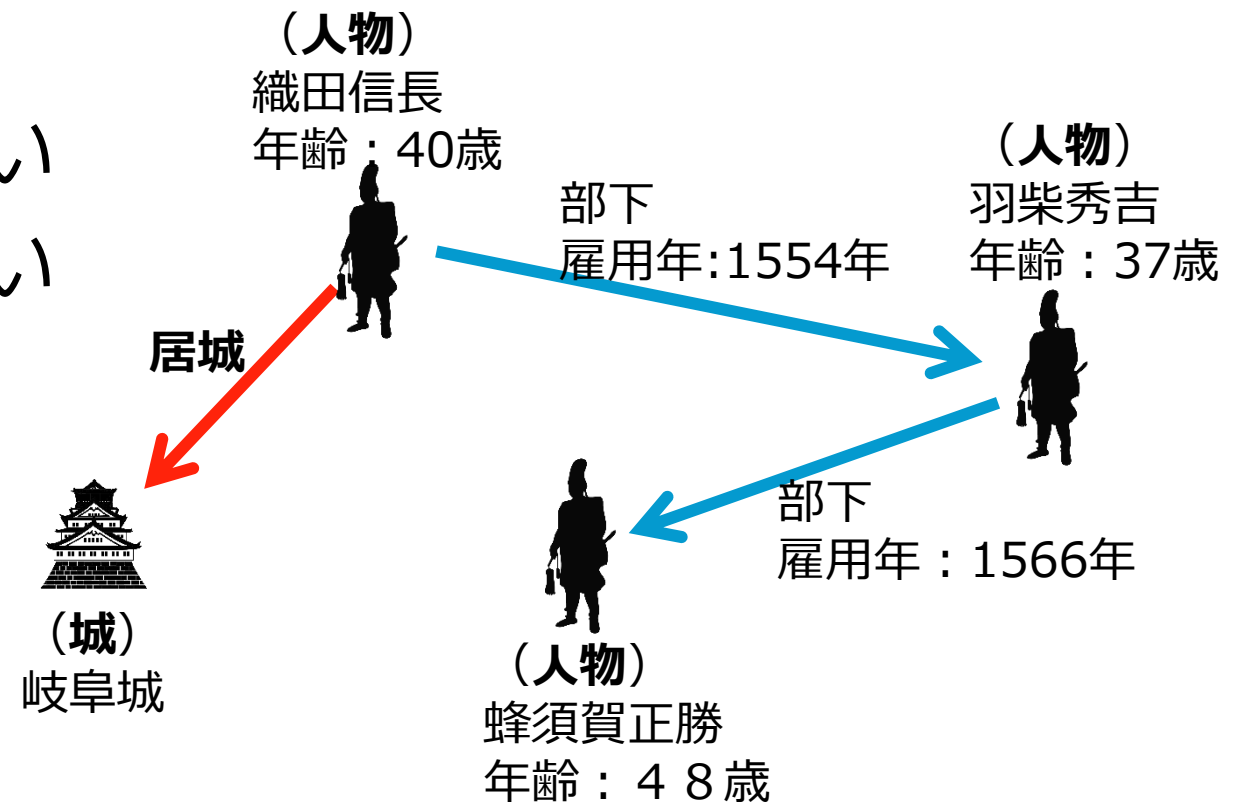 （人物）
織田信長
年齢：40歳
い
い
部下
雇用年:1554年
（人物）
羽柴秀吉
年齢：37歳
居城
部下
雇用年：1566年
（城）
岐阜城
（人物）
蜂須賀正勝
年齢：４８歳